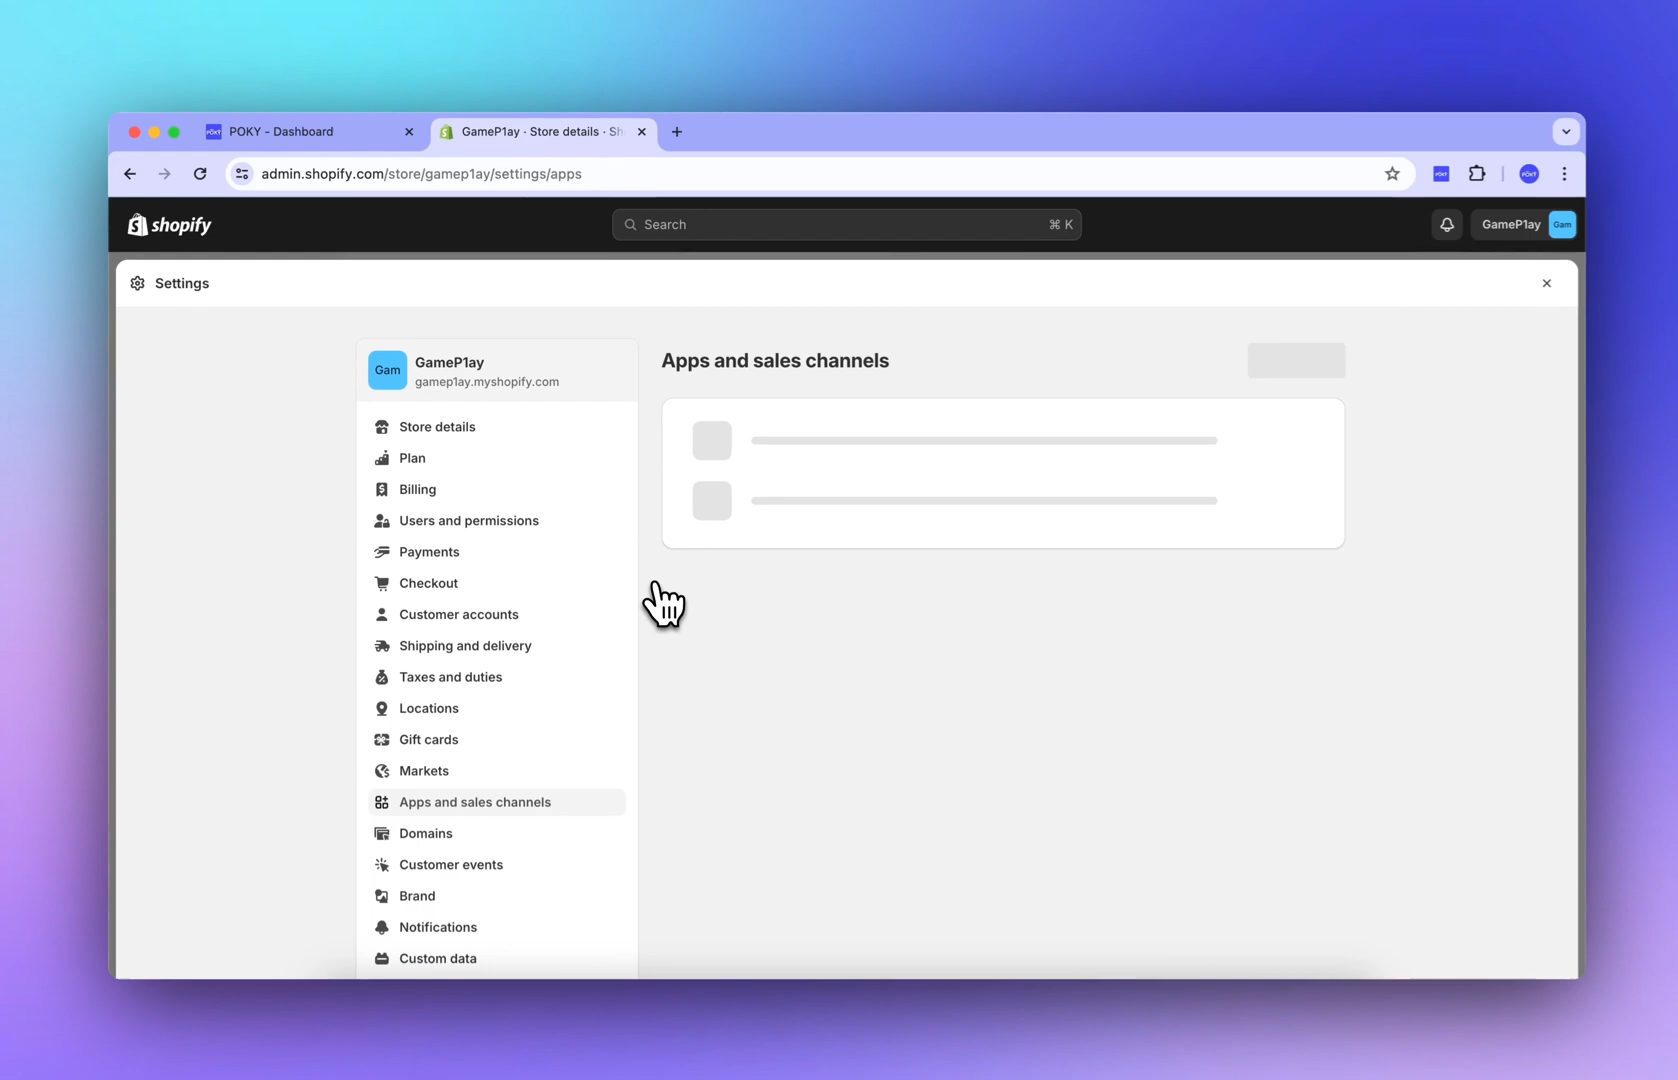 POKY - Dashboard
GameP1ay · Store details · Sh
admin.shopify.com/store/gamep1ay/settings/apps
POKY
POKY
shopify
Search
⌘ K
GameP1ay
Gam
Settings
Gam
GameP1ay
gamep1ay.myshopify.com
Apps and sales channels
Store details
Plan
Billing
Users and permissions
Payments
Checkout
Customer accounts
Shipping and delivery
Taxes and duties
Locations
Gift cards
Markets
Apps and sales channels
Domains
Customer events
Brand
Notifications
Custom data